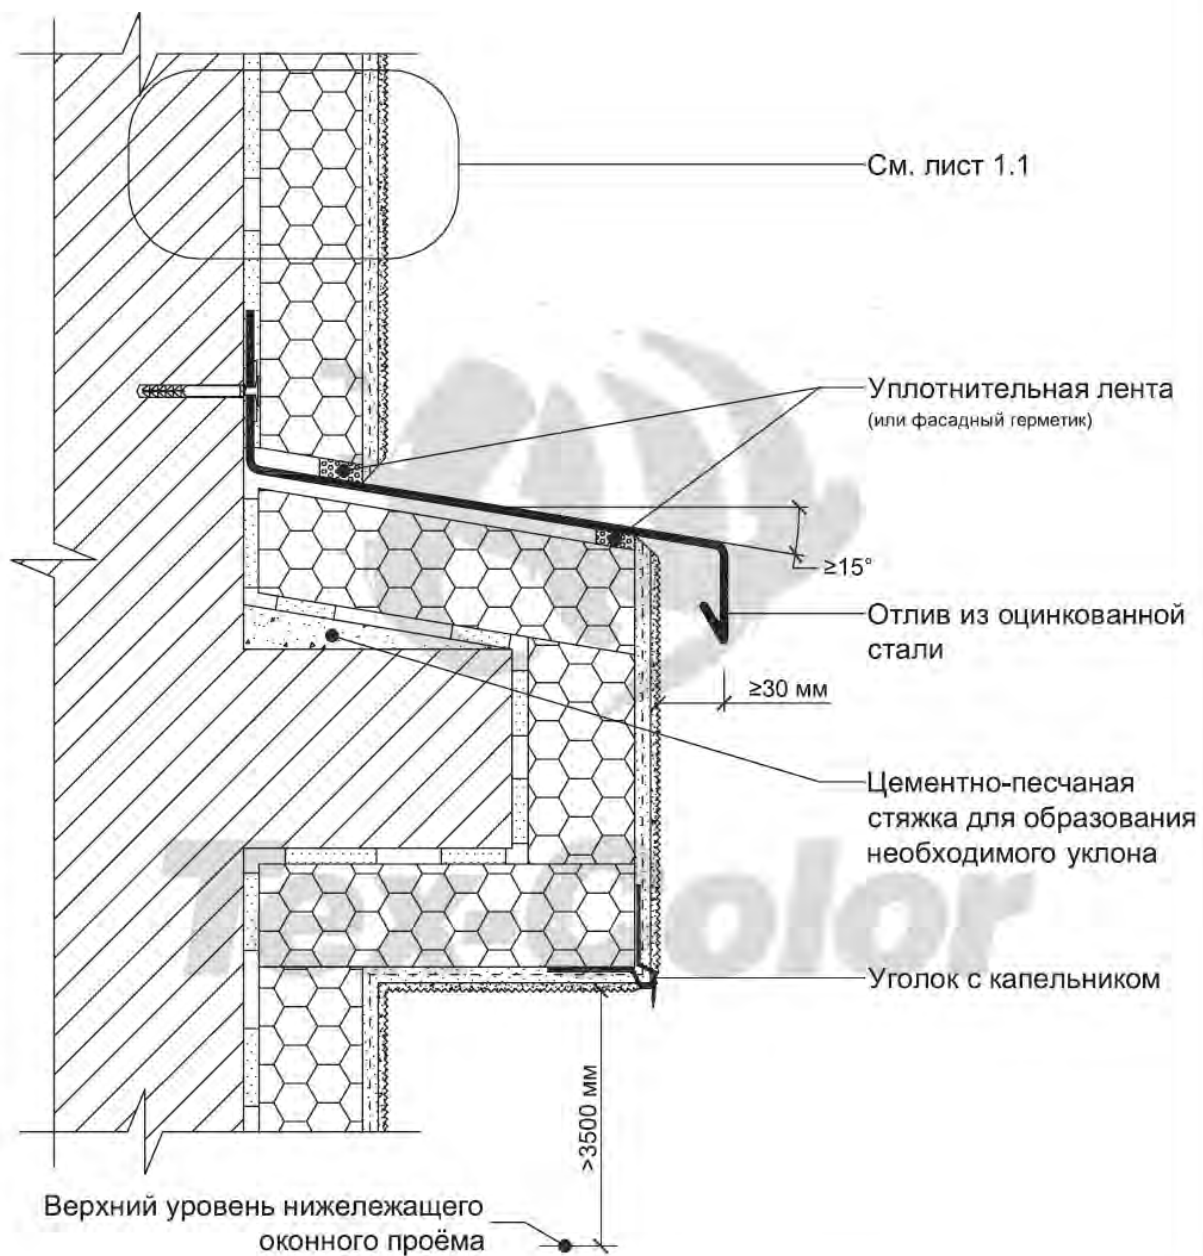 См. лист 1.1
Уплотнительная лента
(или фасадный герметик)
≥15°
Отлив из оцинкованной
стали
≥30 мм
Цементно-песчаная
стяжка для образования
необходимого уклона
Tex-Color
Уголок с капельником
>3500 мм
Верхний уровень нижележащего
оконного проёма